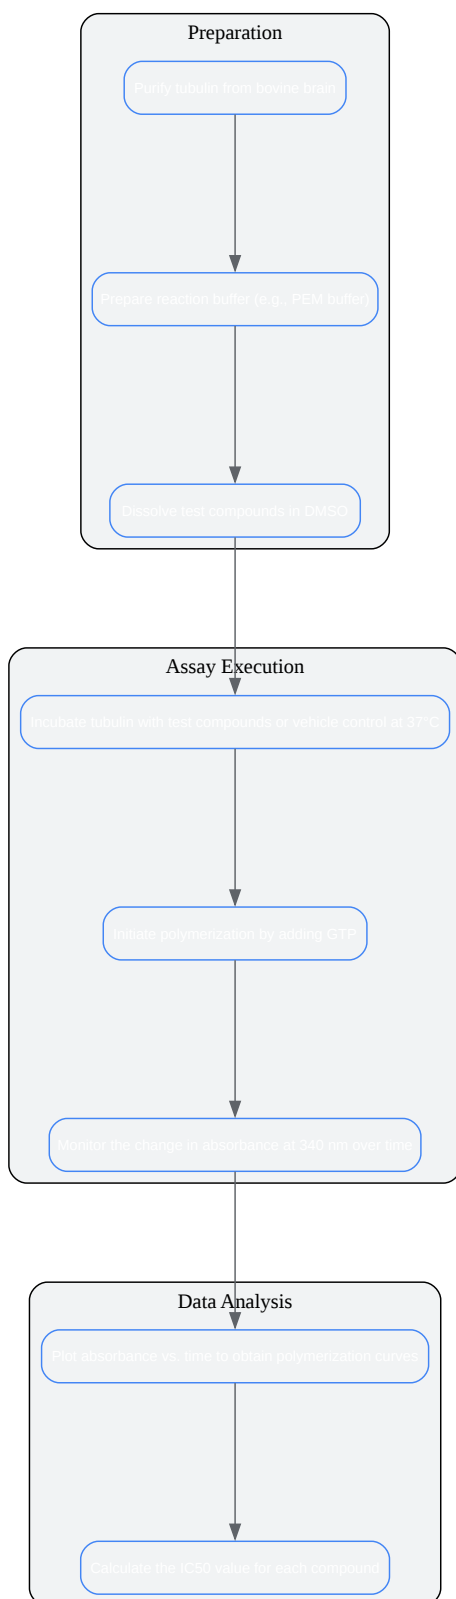 Preparation
Purify tubulin from bovine brain
Prepare reaction buffer (e.g., PEM buffer)
Dissolve test compounds in DMSO
Assay Execution
Incubate tubulin with test compounds or vehicle control at 37°C
Initiate polymerization by adding GTP
Monitor the change in absorbance at 340 nm over time
Data Analysis
Plot absorbance vs. time to obtain polymerization curves
Calculate the IC50 value for each compound